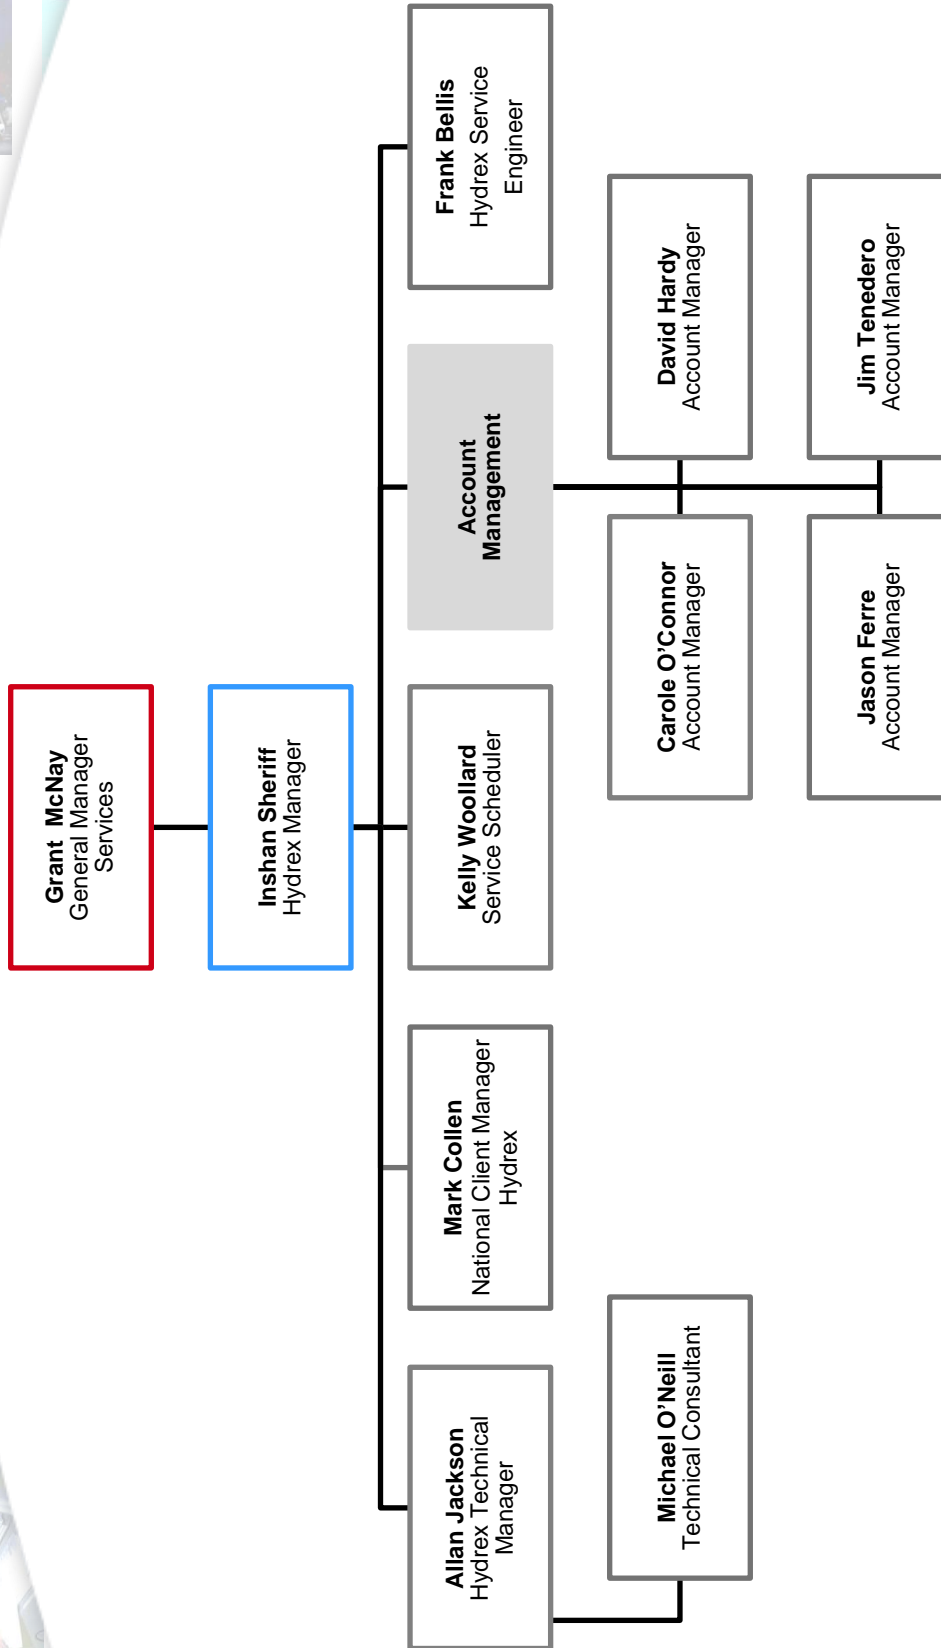 Grant  McNay
General Manager
Services
Inshan Sheriff
Hydrex Manager
Allan Jackson
Hydrex Technical
Manager
Mark Collen
National Client Manager
Hydrex
Kelly Woollard
Service Scheduler
Account
Management
Frank Bellis
Hydrex Service
Engineer
Michael O’Neill
Technical Consultant
Carole O’Connor
Account Manager
David Hardy
Account Manager
Jason Ferre
Account Manager
Jim Tenedero
Account Manager